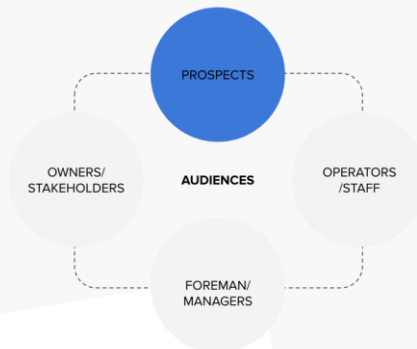 PROSPECTS
OWNERS/
STAKEHOLDERS
AUDIENCES
OPERATORS
/STAFF
FOREMAN/
MANAGERS